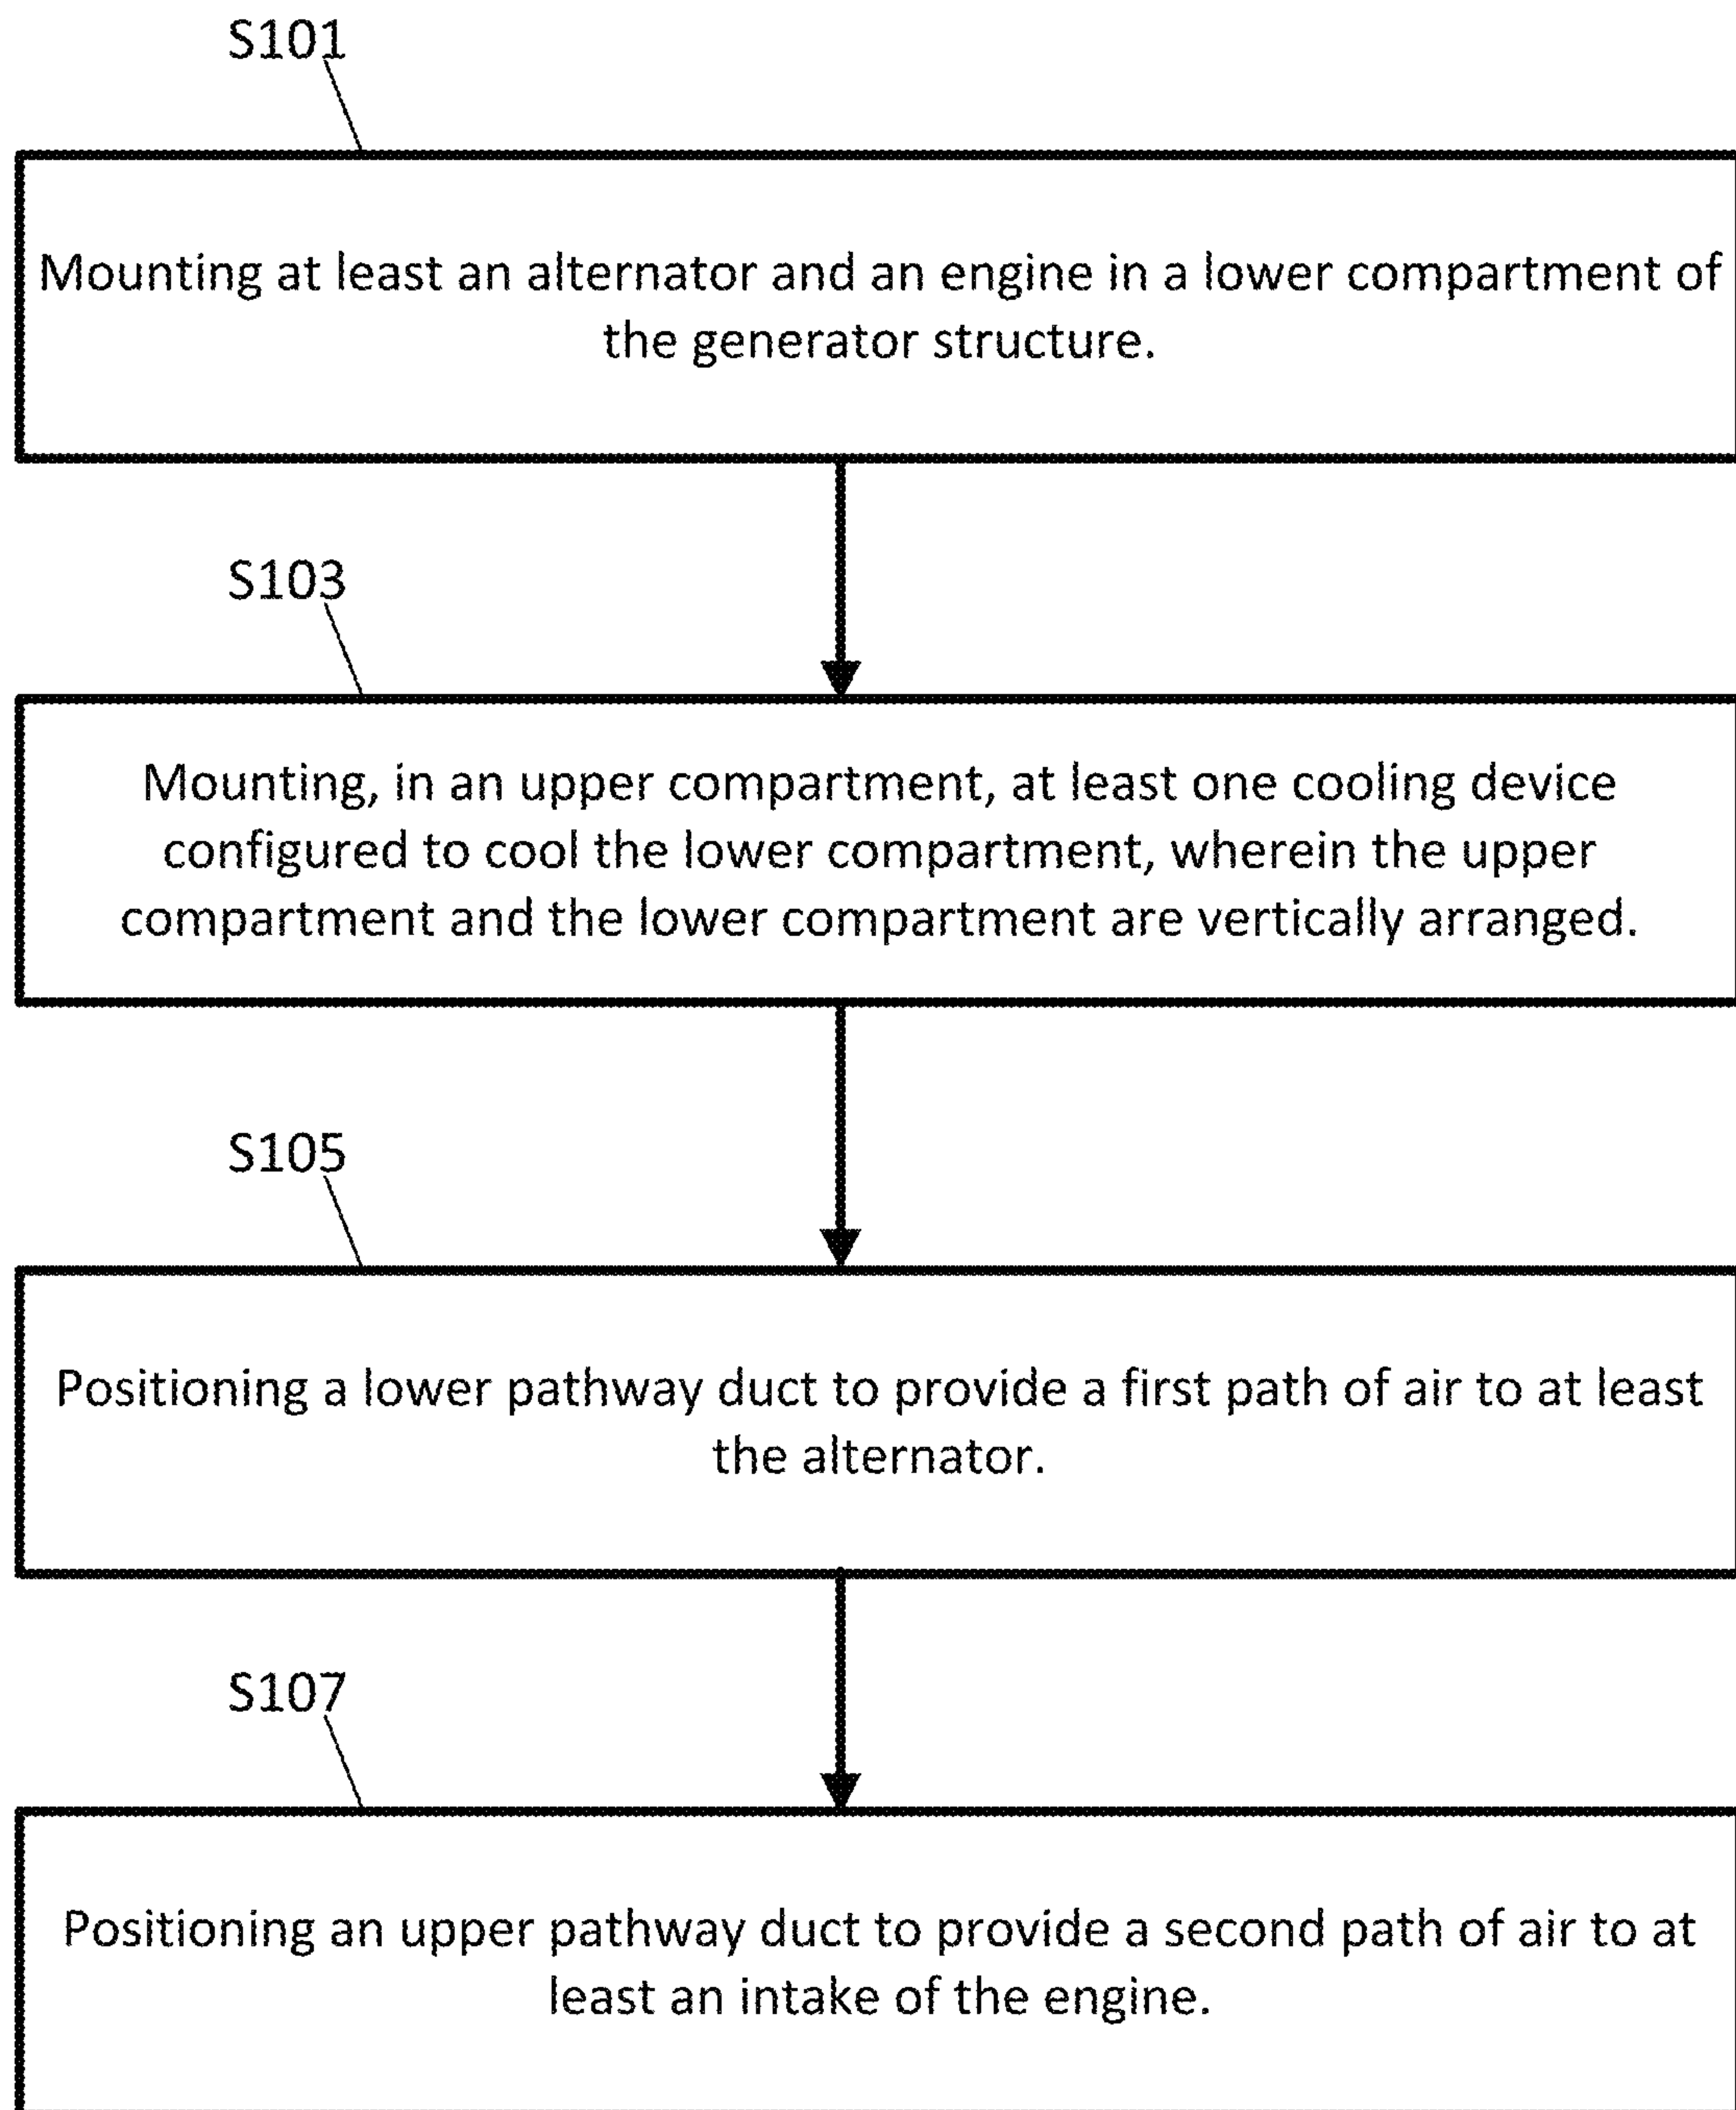 S101
Mounting at least an alternator and an engine in a lower compartment of
the generator structure.
S103
Mounting, in an upper compartment, at least one cooling device
configured to cool the lower compartment, wherein the upper
compartment and the lower compartment are vertically arranged.
S105
Positioning a lower pathway duct to provide a first path of air to at least
the alternator.
S107
Positioning an upper pathway duct to provide a second path of air to at
least an intake of the engine.